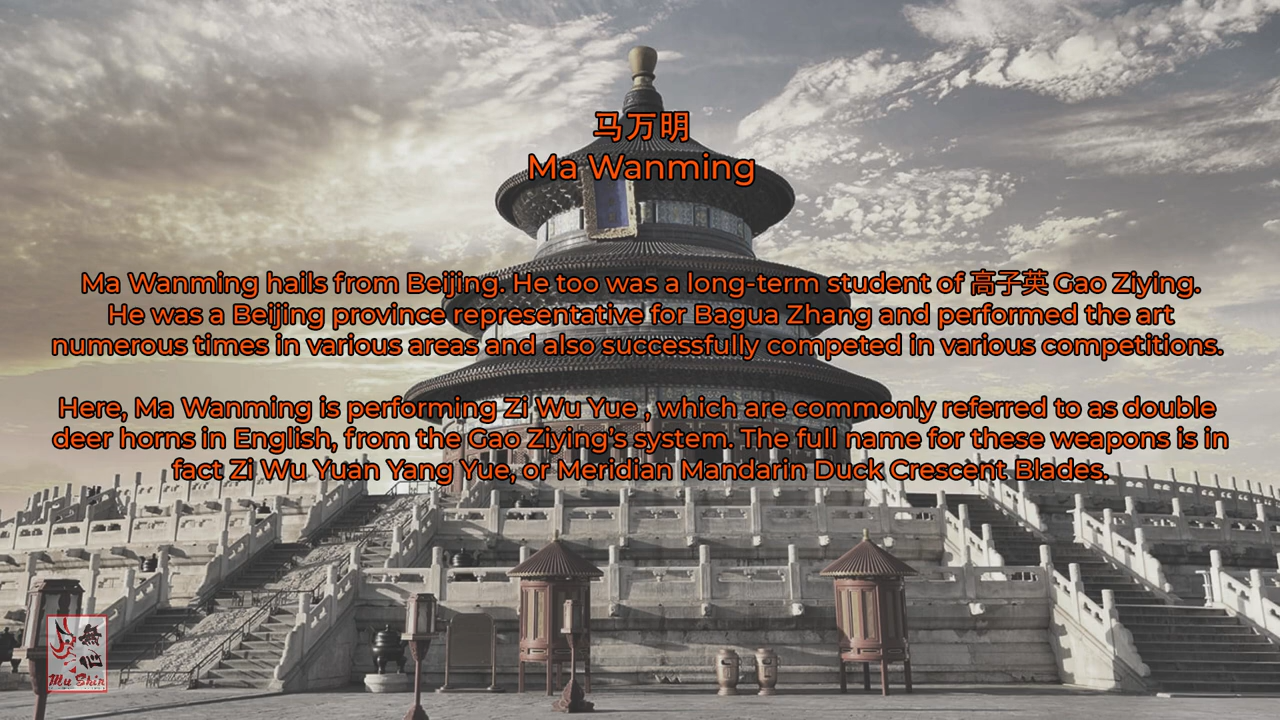 马万明
Ma Wanming
Ma Wanming hails from Beijing. He too was a long-term student of 高子英 Gao Ziying.
He was a Beijing province representative for Bagua Zhang and performed the art
numerous times in various areas and also successfully competed in various competitions.
Here, Ma Wanming is performing Zi Wu Yue , which are commonly referred to as double
deer horns in English, from the Gao Ziying's system. The full name for these weapons is in
fact Zi Wu Yuan Yang Yue, or Meridian Mandarin Duck Crescent Blades.
Mu Shin